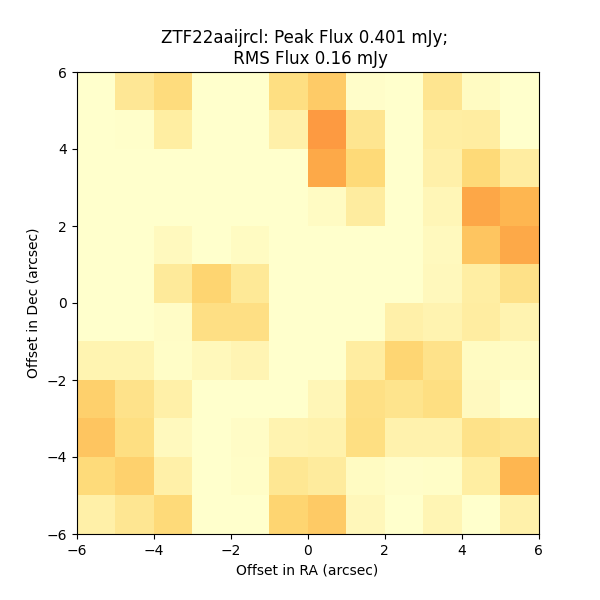 ZTF22aaijrcl: Peak Flux 0.401 mJy;
RMS Flux 0.16 mJy
6
4
2
0
−2
−4
−6
Offset in Dec (arcsec)
−6 −4 −2 0 2 4 6
Offset in RA (arcsec)